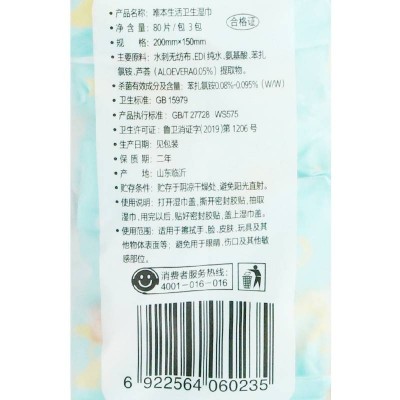 产品名称：唯本生活卫生湿巾
合格证
净含量：80片/包3包
规格：200mm×150mm
主要原料：水刺无纺布、EDI纯水、氨基酸、苯扎
氯铵、芦荟（ALOEVERA0.05%）提取物。
杀菌有效成分及含量：苯扎氯铵0.08%-0.095%（W/W）
卫生标准：GB 15979
产品执行标准：GB/T 27728 WS575
卫生许可证：鲁卫消证字(2019)第1206号
生产日期：见包装
保质期：二年
产地：山东临沂
贮存条件：贮存于阴凉干燥处，避免阳光直射。
使用说明：打开湿巾盖，撕开密封胶贴，抽取
湿巾，用完以后，贴好密封胶贴，盖上湿巾盖。
使用范围：适用于擦拭手、脸、皮肤、玩具及其
他物体表面等；避免用于眼睛、伤口及其他敏
感部位。
消费者服务热线：
4001-016-016
6 922564 060235